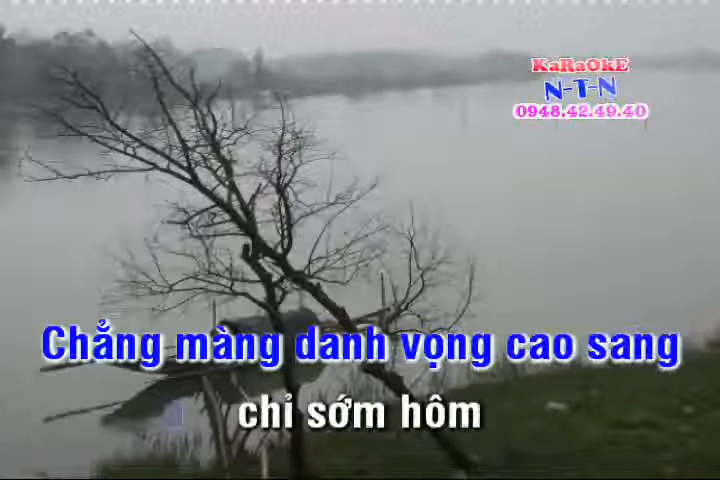 KaRaOkE
N-T-N
0948.42.49.40
Chẳng màng danh vọng cao sang
chỉ sớm hôm